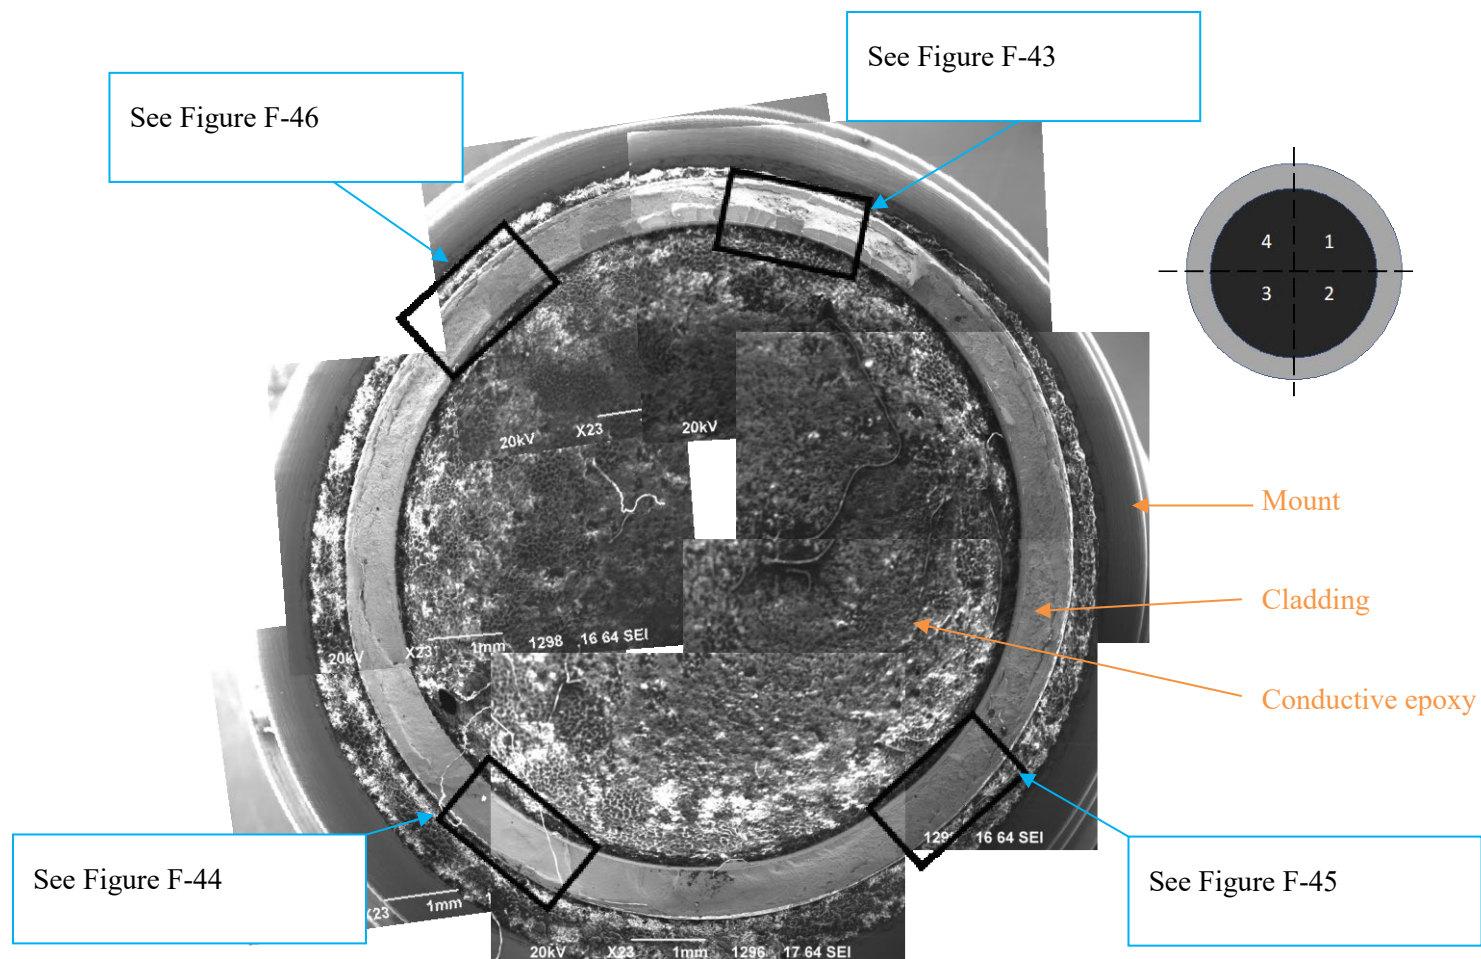 See Figure F-43
See Figure F-46
4 1
3 2
20kV X23
20kV
Mount
Cladding
Conductive epoxy
20kV X23 1mm 1298 16 64 SEI
129 16 64 SEI
See Figure F-44
See Figure F-45
X23 1mm
20kV X23 1mm 1296 17 64 SEI